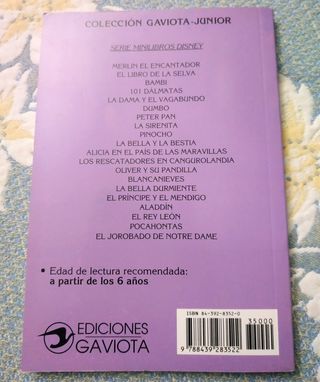 COLECCIÓN GAVIOTA-JUNIOR
SERIE MINILIBROS DISNEY
MERLIN EL ENCANTADOR
EL LIBRO DE LA SELVA
BAMBI
101 DÁLMATAS
LA DAMA Y EL VAGABUNDO
DUMBO
PETER PAN
LA SIRENITA
PINOCHO
LA BELLA Y LA BESTIA
ALICIA EN EL PAÍS DE LAS MARAVILLAS
LOS RESCATADORES EN CANGUROLANDIA
OLIVER Y SU PANDILLA
BLANCANIEVES
LA BELLA DURMIENTE
EL PRINCIPE Y EL MENDIGO
ALADDÍN
EL REY LEÓN
POCAHONTAS
EL JOROBADO DE NOTRE DAME
• Edad de lectura recomendada:
a partir de los 6 años
EDICIONES
GAVIOTA
ISBN 84-392-8352-0
35000
9 788439 283522